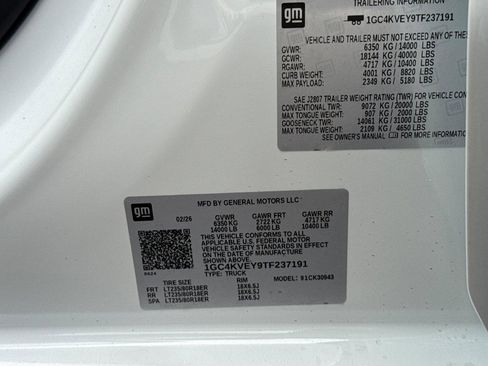 TRAILERING INFORMATION
gm
1GC4KVEY9TF237191
VEHICLE AND TRAILER MUST NOT EXCEED ANY OF THE
GVWR: 6350 KG / 14000 LBS
GCWR: 18144 KG / 40000 LBS
RGAWR: 4717 KG / 10400 LBS
CURB WEIGHT: 4001 KG / 8820 LBS
MAX PAYLOAD: 2349 KG / 5180 LBS
SAE J2807 TRAILER WEIGHT RATING (TWR) FOR VEHICLE CON
CONVENTIONAL TWR: 9072 KG / 20000 LBS
MAX TONGUE WEIGHT: 907 KG / 2000 LBS
GOOSENECK TWR: 14061 KG / 31000 LBS
MAX TONGUE WEIGHT: 2109 KG / 4650 LBS
SEE OWNER'S MANUAL FOR MORE INFORMATION
gm
MFD BY GENERAL MOTORS LLC
02/26
GVWR GAWR FRT GAWR RR
6350 KG 2722 KG 4717 KG
14000 LB 6000 LB 10400 LB
THIS VEHICLE CONFORMS TO ALL
APPLICABLE U.S. FEDERAL MOTOR
VEHICLE SAFETY STANDARDS IN
EFFECT ON THE DATE OF MANUFACTURE
SHOWN ABOVE.
1GC4KVEY9TF237191
TYPE: TRUCK
MODEL: 91CK30943
TIRE SIZE RIM
FRT LT235/80R18ER 18X6.5J
RR LT235/80R18ER 18X6.5J
SPA LT235/80R18ER 18X6.5J